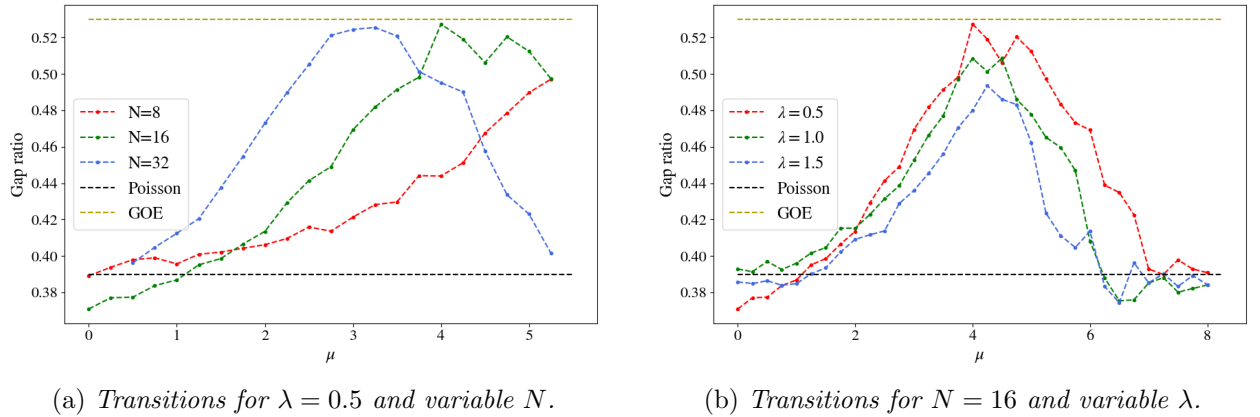 0.52
0.50
0.48
0.46
0.44
0.42
0.40
0.38
Gap ratio
N=8
N=16
N=32
Poisson
GOE
0 1 2 3 4 5
μ
(a) Transitions for λ = 0.5 and variable N.
0.52
0.50
0.48
0.46
0.44
0.42
0.40
0.38
Gap ratio
λ = 0.5
λ = 1.0
λ = 1.5
Poisson
GOE
0 2 4 6 8
μ
(b) Transitions for N = 16 and variable λ.